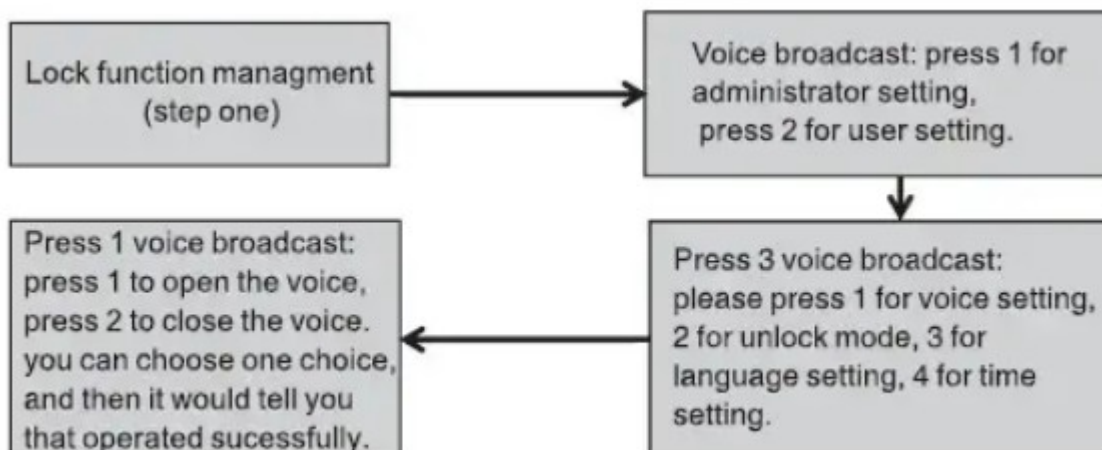 Lock function managment
(step one)
Voice broadcast: press 1 for
administrator setting,
press 2 for user setting.
Press 3 voice broadcast:
please press 1 for voice setting,
2 for unlock mode, 3 for
language setting, 4 for time
setting.
Press 1 voice broadcast:
press 1 to open the voice,
press 2 to close the voice.
you can choose one choice,
and then it would tell you
that operated sucessfully.